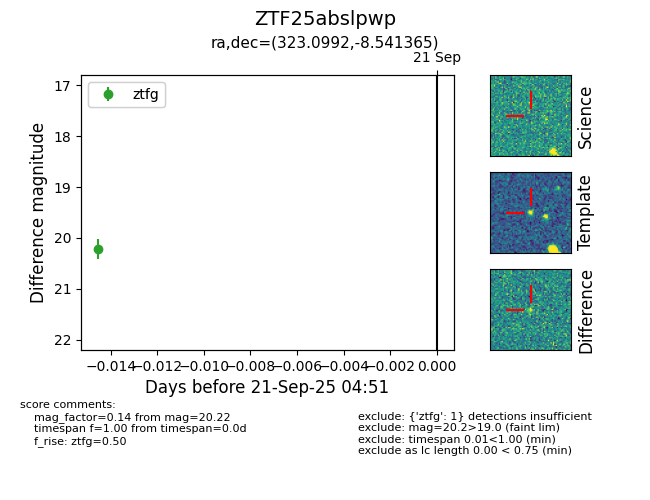 ZTF25abslpwp
ra,dec=(323.0992,-8.541365)
21 Sep
17
18
19
20
21
22
Difference magnitude
ztfg
−0.014
−0.012
−0.010
−0.008
−0.006
−0.004
−0.002
0.000
Days before 21-Sep-25 04:51
Science
Template
Difference
score comments:
mag_factor=0.14 from mag=20.22
timespan f=1.00 from timespan=0.0d
f_rise: ztfg=0.50
exclude: {'ztfg': 1} detections insufficient
exclude: mag=20.2>19.0 (faint lim)
exclude: timespan 0.01<1.00 (min)
exclude as lc length 0.00 < 0.75 (min)